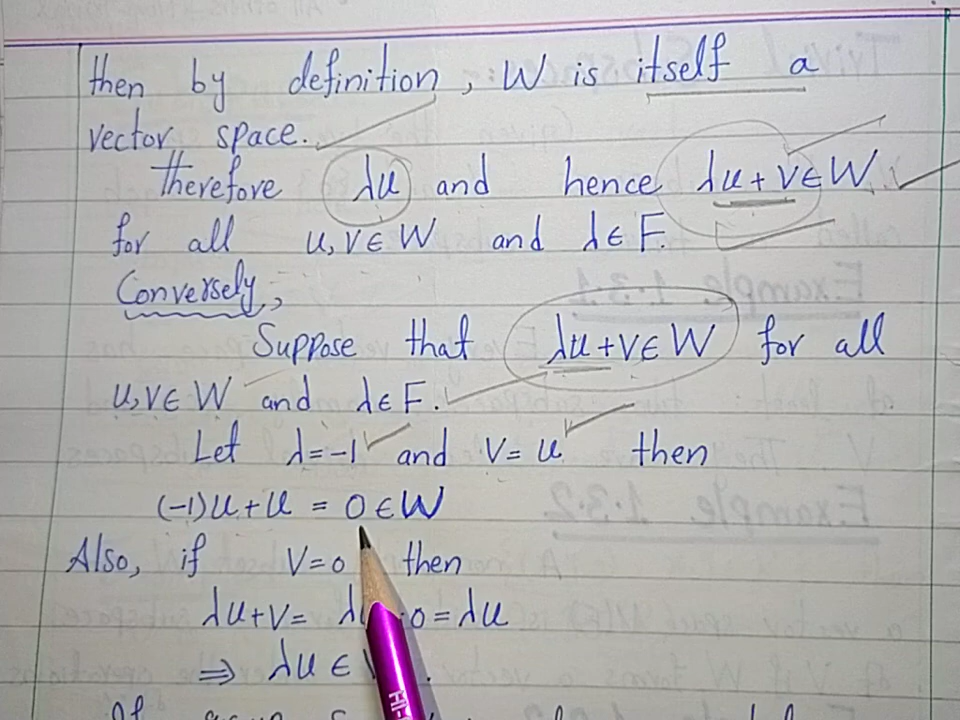 then by definition, W is itself a
vector space.
Therefore λu and hence λu + v ∈ W.
for all u, v ∈ W and λ ∈ F.
Conversely,
Suppose that λu + v ∈ W for all
u, v ∈ W and λ ∈ F.
Let λ = -1 and v = u then
(-1)u + u = 0 ∈ W
Also, if v = 0 then
λu + v = λu 0 = λu
⇒ λu ∈